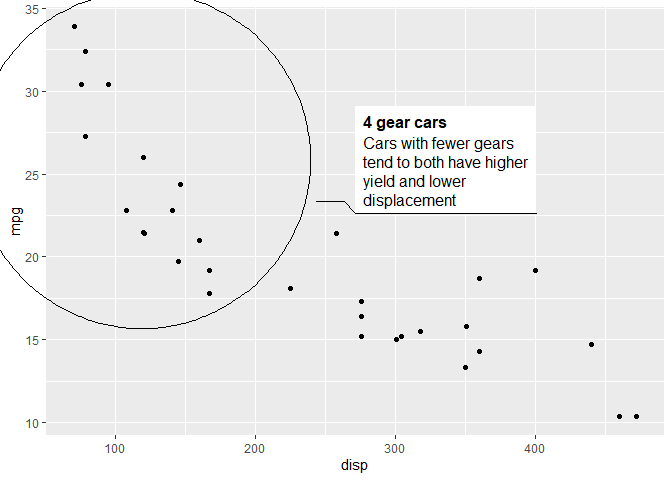 35
30
25
20
15
10
mpg
4 gear cars
Cars with fewer gears
tend to both have higher
yield and lower
displacement
100
200
300
400
disp